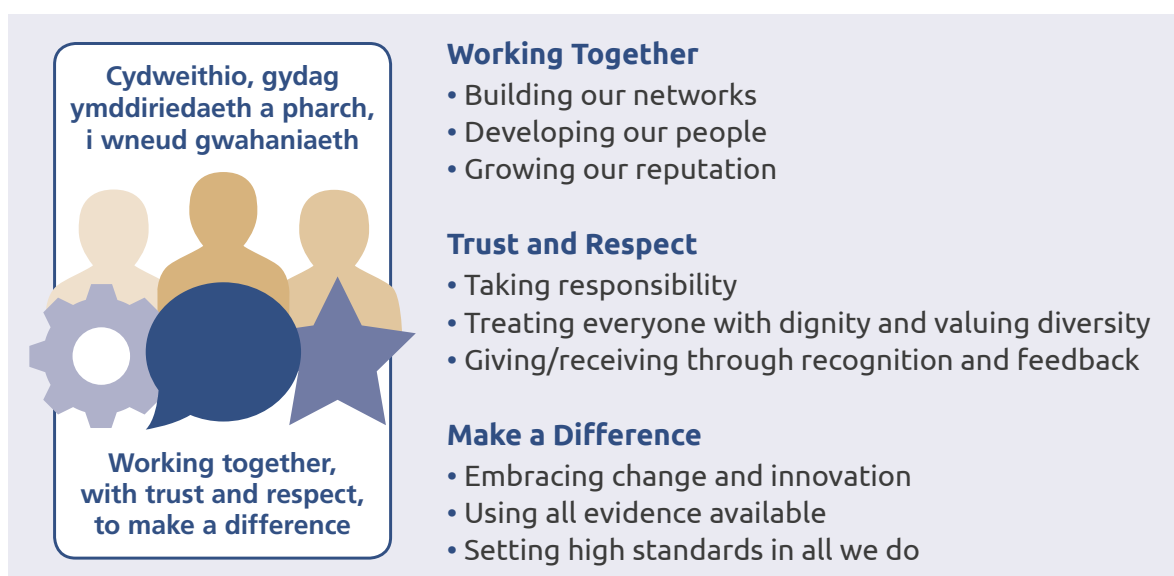 Cydweithio, gydag
ymddiriedaeth a pharch,
i wneud gwahaniaeth
Working together,
with trust and respect,
to make a difference
Working Together
• Building our networks
• Developing our people
• Growing our reputation
Trust and Respect
• Taking responsibility
• Treating everyone with dignity and valuing diversity
• Giving/receiving through recognition and feedback
Make a Difference
• Embracing change and innovation
• Using all evidence available
• Setting high standards in all we do